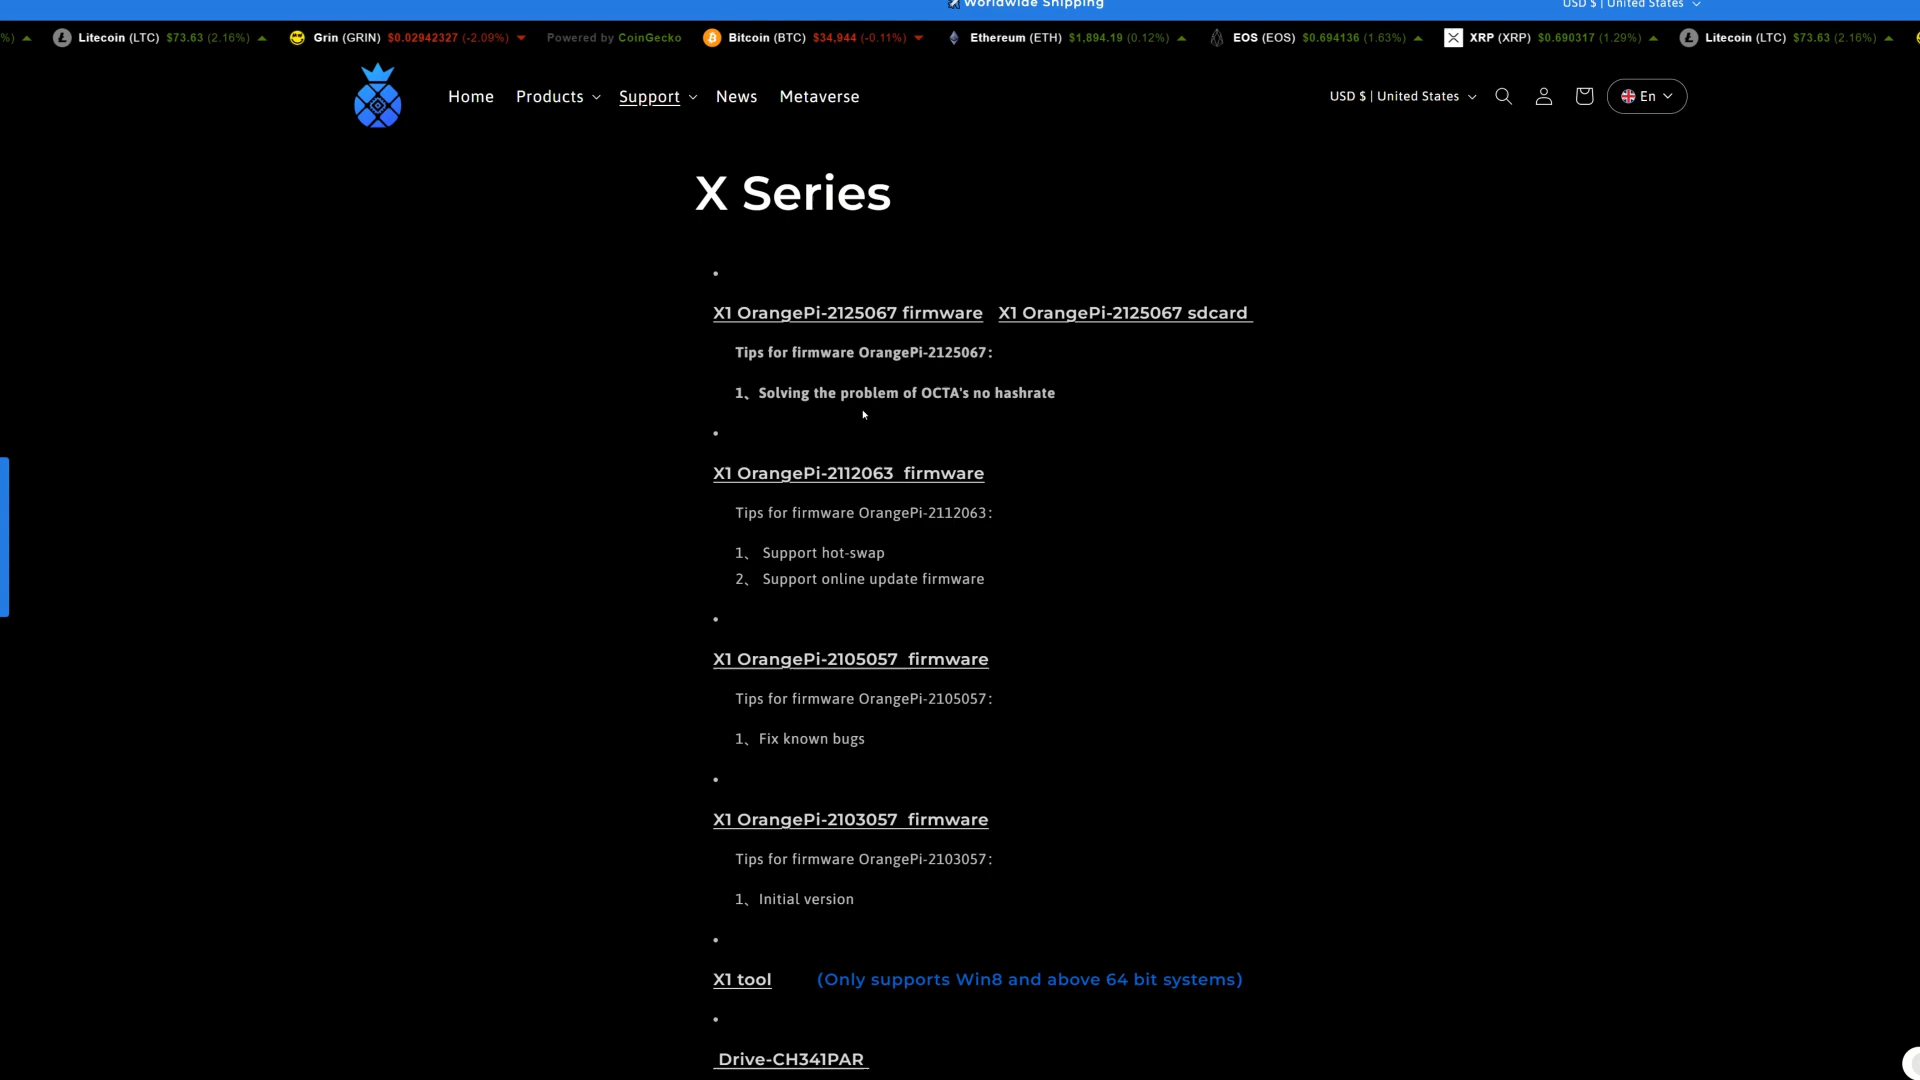 Worldwide Shipping
USD $ | United States
%) Litecoin (LTC) $73.63 (2.16%) Grin (GRIN) $0.02942327 (-2.09%) Powered by CoinGecko Bitcoin (BTC) $34,944 (-0.11%) Ethereum (ETH) $1,894.19 (0.12%) EOS (EOS) $0.694136 (1.63%) XRP (XRP) $0.690317 (1.29%) Litecoin (LTC) $73.63 (2.16%)
Home Products Support News Metaverse USD $ | United States En
X Series
X1 OrangePi-2125067 firmware X1 OrangePi-2125067 sdcard
Tips for firmware OrangePi-2125067：
1、Solving the problem of OCTA's no hashrate
X1 OrangePi-2112063 firmware
Tips for firmware OrangePi-2112063：
1、 Support hot-swap
2、 Support online update firmware
X1 OrangePi-2105057 firmware
Tips for firmware OrangePi-2105057：
1、Fix known bugs
X1 OrangePi-2103057 firmware
Tips for firmware OrangePi-2103057：
1、Initial version
X1 tool (Only supports Win8 and above 64 bit systems)
Drive-CH341PAR